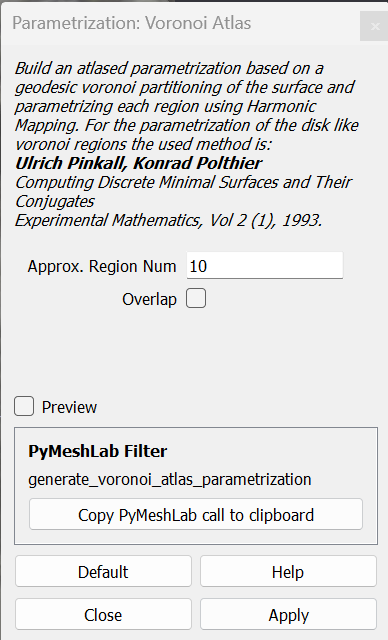 Parametrization: Voronoi Atlas
Build an atlased parametrization based on a
geodesic voronoi partitioning of the surface and
parametrizing each region using Harmonic
Mapping. For the parametrization of the disk like
voronoi regions the used method is:
Ulrich Pinkall, Konrad Polthier
Computing Discrete Minimal Surfaces and Their
Conjugates
Experimental Mathematics, Vol 2 (1), 1993.
Approx. Region Num 10
Overlap
Preview
PyMeshLab Filter
generate_voronoi_atlas_parametrization
Copy PyMeshLab call to clipboard
Default Help
Close Apply